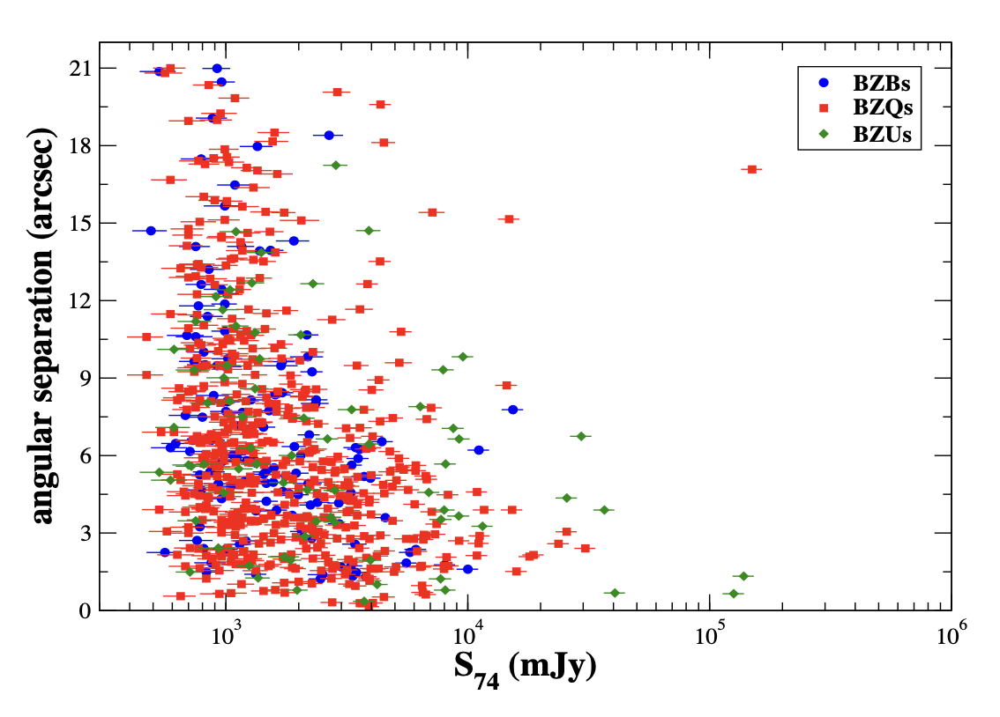 21
18
15
12
9
6
3
0
angular separation (arcsec)
BZBs
BZQs
BZUs
10³ 10⁴ 10⁵ 10⁶
S₇₄ (mJy)